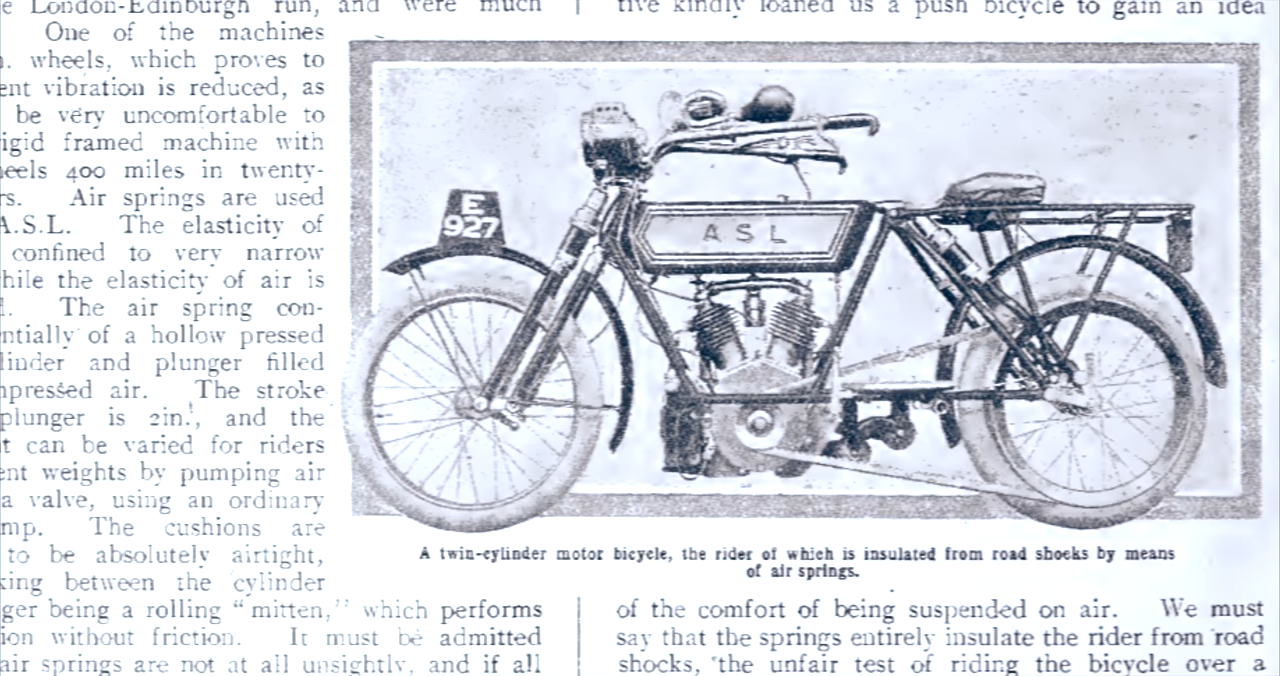 London-Edinburgh run, and were much
One of the machines
wheels, which proves to
vibration is reduced, as
be very uncomfortable to
framed machine with
400 miles in twenty-
Air springs are used
A.S.L. The elasticity of
confined to very narrow
while the elasticity of air is
The air spring con-
of a hollow pressed
and plunger filled
air. The stroke
plunger is 2in., and the
can be varied for riders
weights by pumping air
a valve, using an ordinary
The cushions are
to be absolutely airtight,
between the cylinder
being a rolling “mitten,” which performs
without friction. It must be admitted
air springs are not at all unsightly, and if all
kindly loaned us a push bicycle to gain an idea
E
927
A S L
A twin-cylinder motor bicycle, the rider of which is insulated from road shocks by means
of air springs.
of the comfort of being suspended on air. We must
say that the springs entirely insulate the rider from road
shocks, the unfair test of riding the bicycle over a